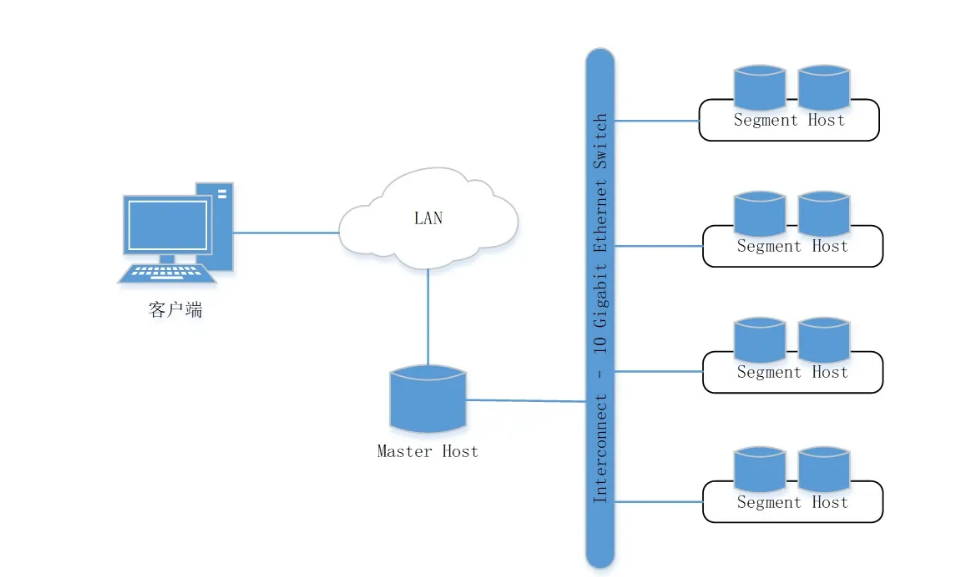 客户端
LAN
Master Host
Interconnect - 10 Gigabit Ethernet Switch
Segment Host
Segment Host
Segment Host
Segment Host